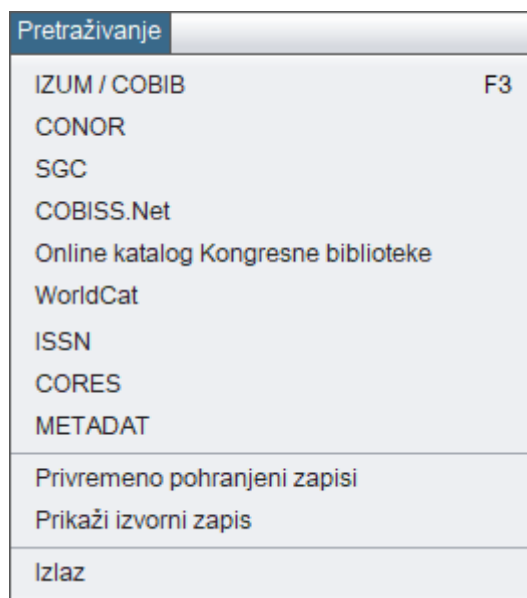 Pretraživanje
IZUM / COBIB F3
CONOR
SGC
COBISS.Net
Online katalog Kongresne biblioteke
WorldCat
ISSN
CORES
METADAT
Privremeno pohranjeni zapisi
Prikaži izvorni zapis
Izlaz